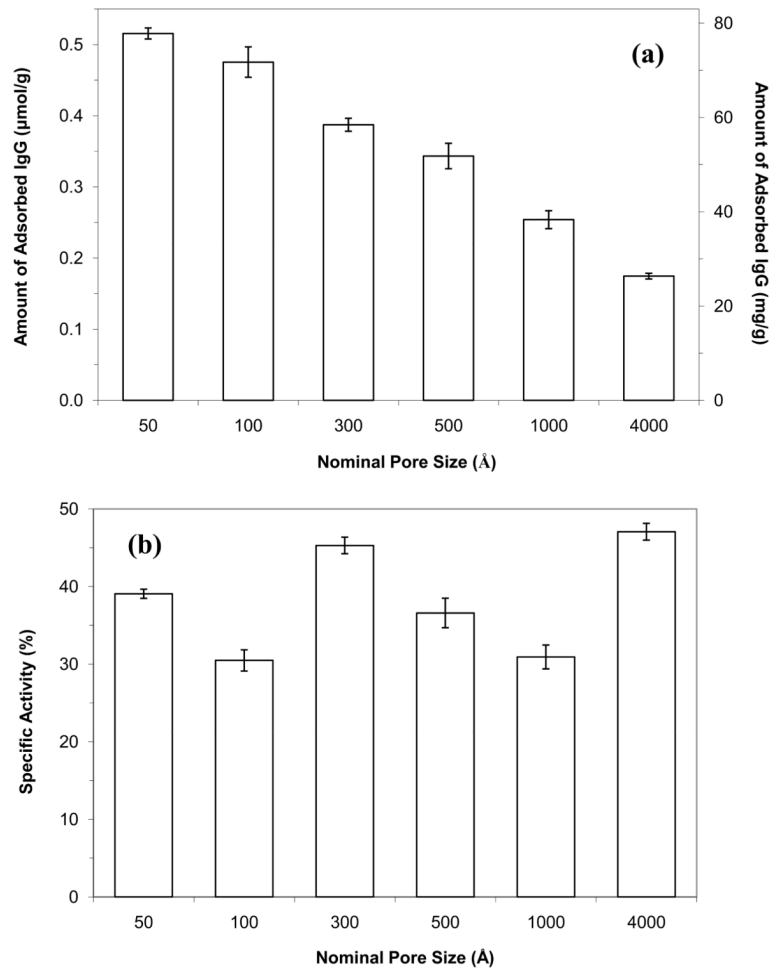 (a)
Amount of Adsorbed IgG (µmol/g)
0.5
0.4
0.3
0.2
0.1
0.0
80
60
40
20
0
Amount of Adsorbed IgG (mg/g)
50 100 300 500 1000 4000
Nominal Pore Size (Å)
(b)
Specific Activity (%)
50
40
30
20
10
0
50 100 300 500 1000 4000
Nominal Pore Size (Å)